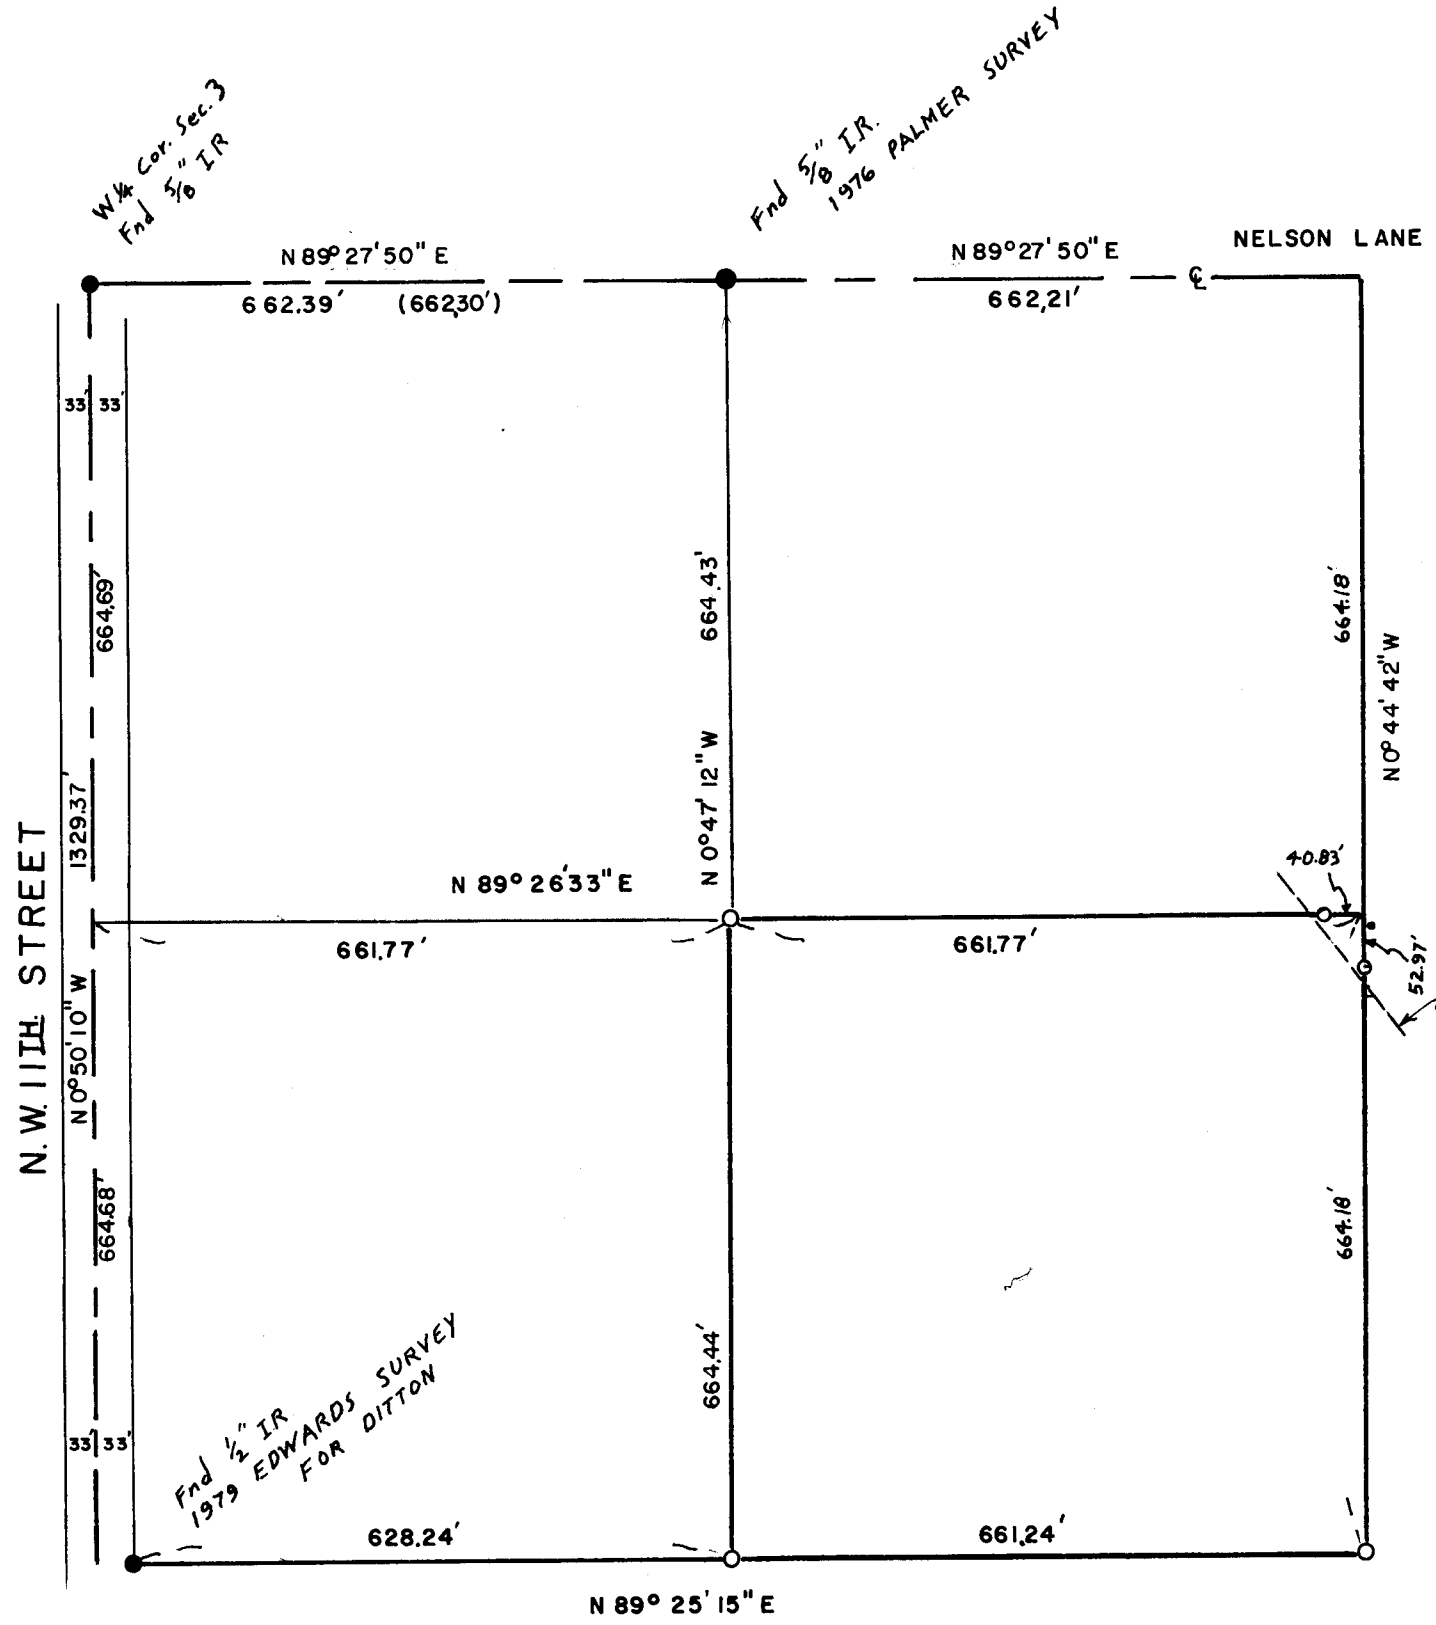 W ¼ Cor. Sec. 3
Fnd 5/8" IR
Fnd 5/8" I.R.
1976 PALMER SURVEY
N 89° 27' 50" E
N 89° 27' 50" E
NELSON LANE
662.39' (662.30')
662.21'
℄
33' 33'
664.69'
664.43'
664.18'
N 0° 44' 42" W
N 0° 47' 12" W
1329.37'
N.W. 11TH. STREET
N 89° 26' 33" E
40.83'
661.77'
661.77'
52.97'
N 0° 50' 10" W
664.68'
664.18'
664.44'
Fnd ½" I.R
1979 EDWARDS SURVEY
FOR DITTON
33' 33'
628.24'
661.24'
N 89° 25' 15" E